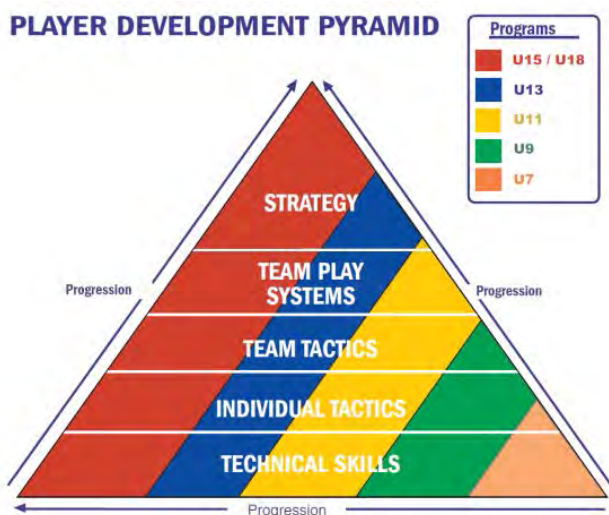 PLAYER DEVELOPMENT PYRAMID
Programs
U15 / U18
U13
U11
U9
U7
STRATEGY
TEAM PLAY
SYSTEMS
Progression
Progression
TEAM TACTICS
INDIVIDUAL TACTICS
TECHNICAL SKILLS
Progression